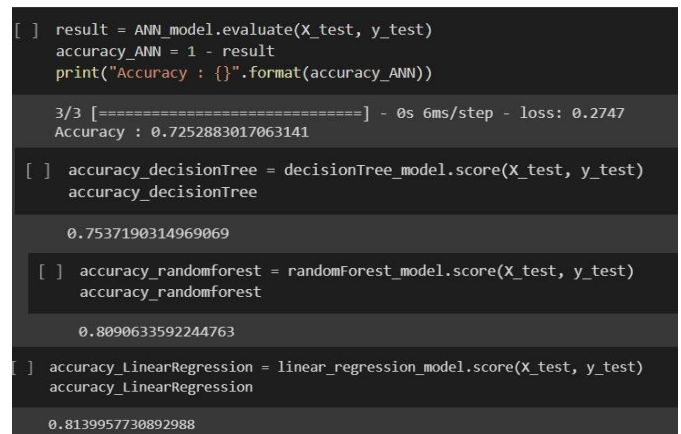 [ ] result = ANN_model.evaluate(X_test, y_test)
accuracy_ANN = 1 - result
print("Accuracy : {}".format(accuracy_ANN))
3/3 [==============================] - 0s 6ms/step - loss: 0.2747
Accuracy : 0.7252883017063141
[ ] accuracy_decisionTree = decisionTree_model.score(X_test, y_test)
accuracy_decisionTree
0.7537190314969069
[ ] accuracy_randomforest = randomForest_model.score(X_test, y_test)
accuracy_randomforest
0.8090633592244763
[ ] accuracy_LinearRegression = linear_regression_model.score(X_test, y_test)
accuracy_LinearRegression
0.8139957730892988